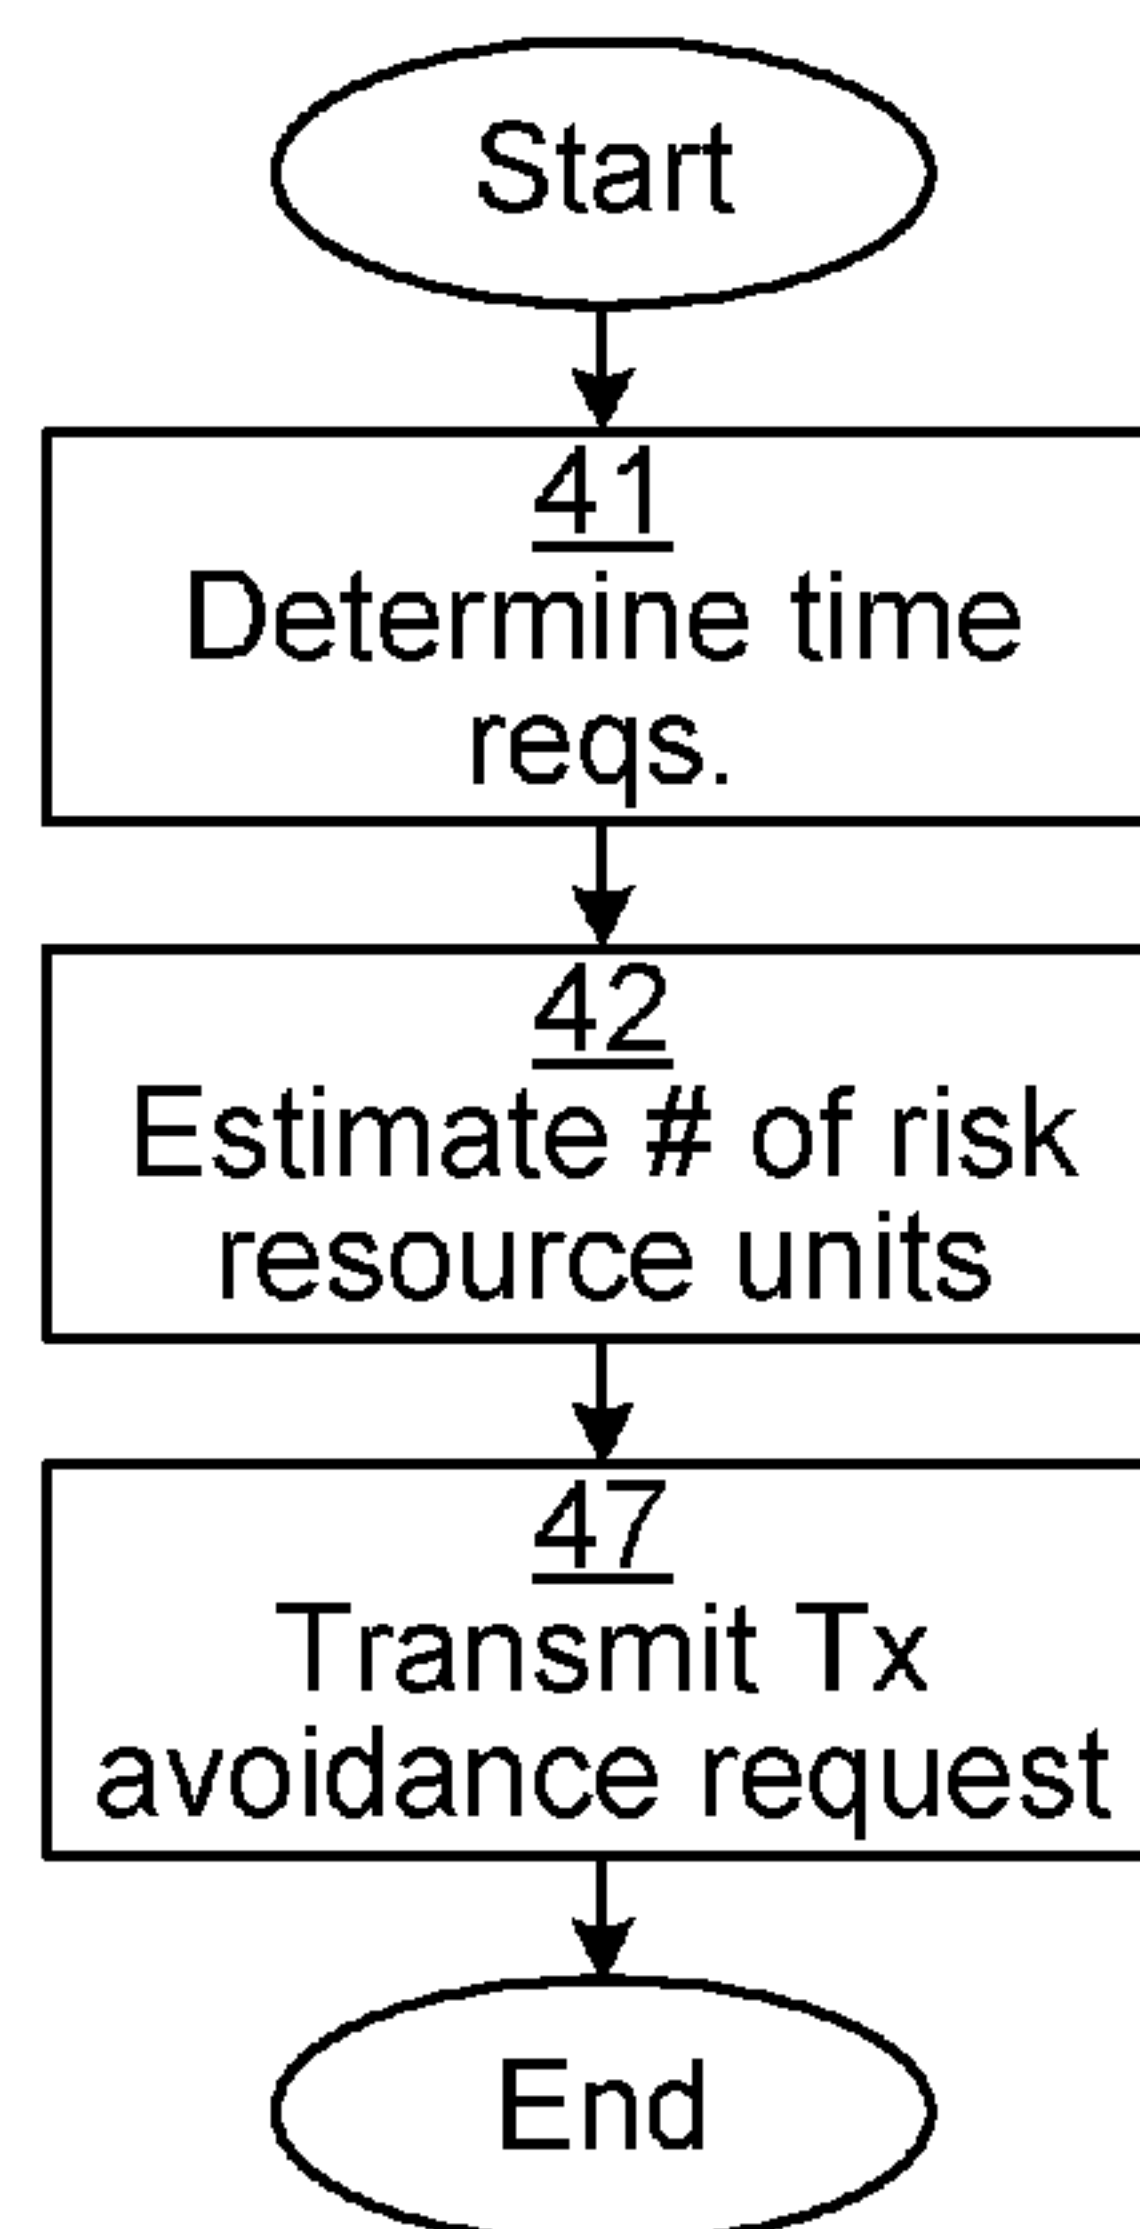 Start
41
Determine time
reqs.
42
Estimate # of risk
resource units
47
Transmit Tx
avoidance request
End